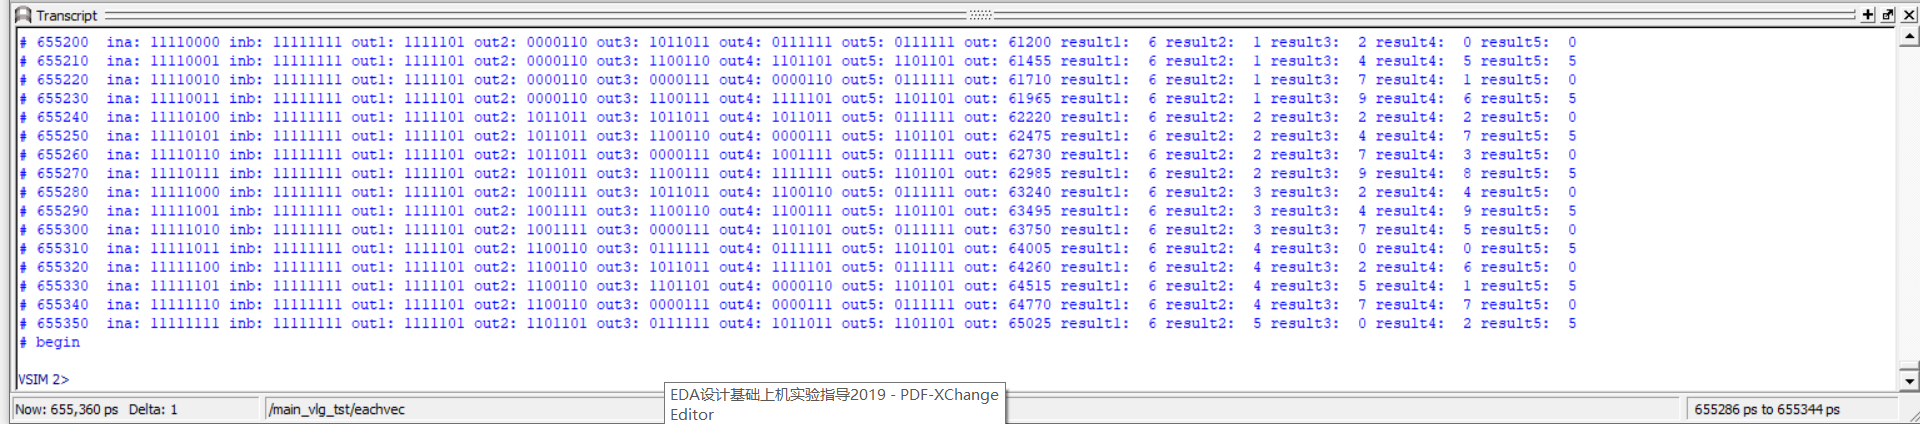 Transcript
# 655200  ina: 11110000 inb: 11111111 out1: 1111101 out2: 0000110 out3: 1011011 out4: 0111111 out5: 0111111 out: 61200 result1:  6 result2:  1 result3:  2 result4:  0 result5:  0
# 655210  ina: 11110001 inb: 11111111 out1: 1111101 out2: 0000110 out3: 1100110 out4: 1101101 out5: 1101101 out: 61455 result1:  6 result2:  1 result3:  4 result4:  5 result5:  5
# 655220  ina: 11110010 inb: 11111111 out1: 1111101 out2: 0000110 out3: 0000111 out4: 0000110 out5: 0111111 out: 61710 result1:  6 result2:  1 result3:  7 result4:  1 result5:  0
# 655230  ina: 11110011 inb: 11111111 out1: 1111101 out2: 0000110 out3: 1100111 out4: 1111101 out5: 1101101 out: 61965 result1:  6 result2:  1 result3:  9 result4:  6 result5:  5
# 655240  ina: 11110100 inb: 11111111 out1: 1111101 out2: 1011011 out3: 1011011 out4: 1011011 out5: 0111111 out: 62220 result1:  6 result2:  2 result3:  2 result4:  2 result5:  0
# 655250  ina: 11110101 inb: 11111111 out1: 1111101 out2: 1011011 out3: 1100110 out4: 0000111 out5: 1101101 out: 62475 result1:  6 result2:  2 result3:  4 result4:  7 result5:  5
# 655260  ina: 11110110 inb: 11111111 out1: 1111101 out2: 1011011 out3: 0000111 out4: 1001111 out5: 0111111 out: 62730 result1:  6 result2:  2 result3:  7 result4:  3 result5:  0
# 655270  ina: 11110111 inb: 11111111 out1: 1111101 out2: 1011011 out3: 1100111 out4: 1111111 out5: 1101101 out: 62985 result1:  6 result2:  2 result3:  9 result4:  8 result5:  5
# 655280  ina: 11111000 inb: 11111111 out1: 1111101 out2: 1001111 out3: 1011011 out4: 1100110 out5: 0111111 out: 63240 result1:  6 result2:  3 result3:  2 result4:  4 result5:  0
# 655290  ina: 11111001 inb: 11111111 out1: 1111101 out2: 1001111 out3: 1100110 out4: 1100111 out5: 1101101 out: 63495 result1:  6 result2:  3 result3:  4 result4:  9 result5:  5
# 655300  ina: 11111010 inb: 11111111 out1: 1111101 out2: 1001111 out3: 0000111 out4: 1101101 out5: 0111111 out: 63750 result1:  6 result2:  3 result3:  7 result4:  5 result5:  0
# 655310  ina: 11111011 inb: 11111111 out1: 1111101 out2: 1100110 out3: 0111111 out4: 0111111 out5: 1101101 out: 64005 result1:  6 result2:  4 result3:  0 result4:  0 result5:  5
# 655320  ina: 11111100 inb: 11111111 out1: 1111101 out2: 1100110 out3: 1011011 out4: 1111101 out5: 0111111 out: 64260 result1:  6 result2:  4 result3:  2 result4:  6 result5:  0
# 655330  ina: 11111101 inb: 11111111 out1: 1111101 out2: 1100110 out3: 1101101 out4: 0000110 out5: 1101101 out: 64515 result1:  6 result2:  4 result3:  5 result4:  1 result5:  5
# 655340  ina: 11111110 inb: 11111111 out1: 1111101 out2: 1100110 out3: 0000111 out4: 0000111 out5: 0111111 out: 64770 result1:  6 result2:  4 result3:  7 result4:  7 result5:  0
# 655350  ina: 11111111 inb: 11111111 out1: 1111101 out2: 1101101 out3: 0111111 out4: 1011011 out5: 1101101 out: 65025 result1:  6 result2:  5 result3:  0 result4:  2 result5:  5
# begin
VSIM 2>
EDA设计基础上机实验指导2019 - PDF-XChange
Editor
Now: 655,360 ps  Delta: 1
/main_vlg_tst/eachvec
655286 ps to 655344 ps